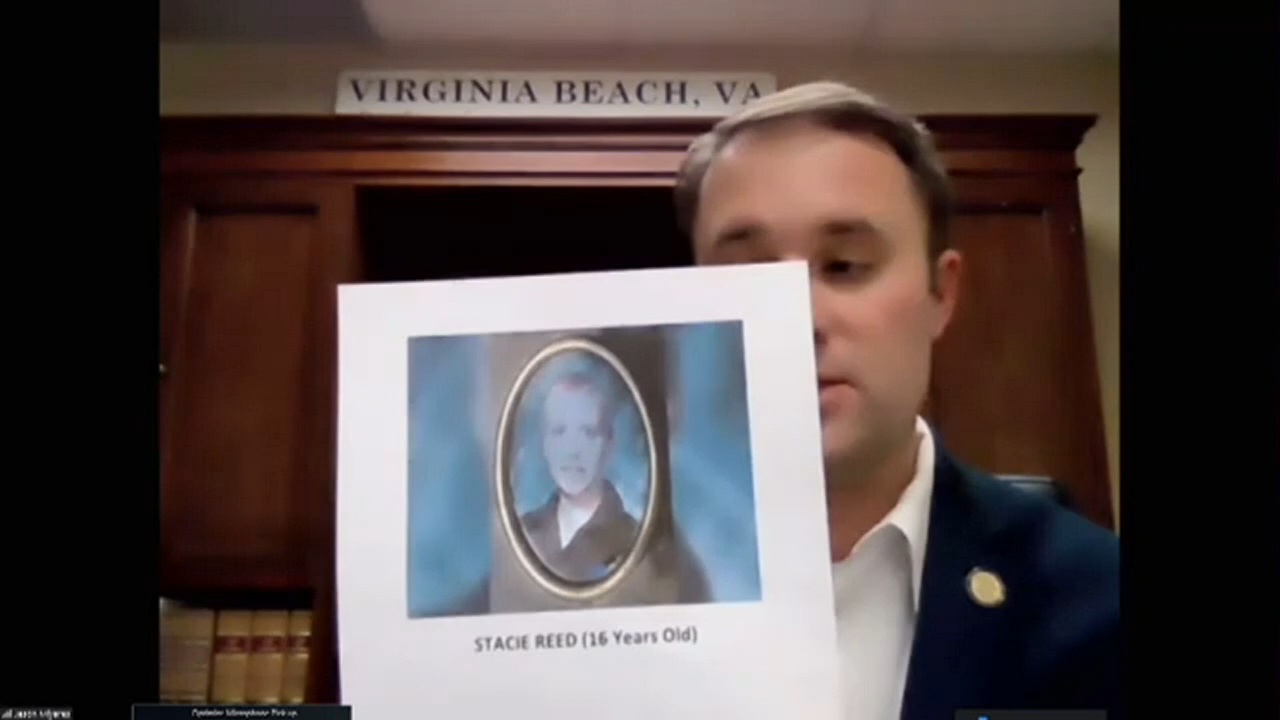 VIRGINIA BEACH, VA
STACIE REED (16 Years Old)